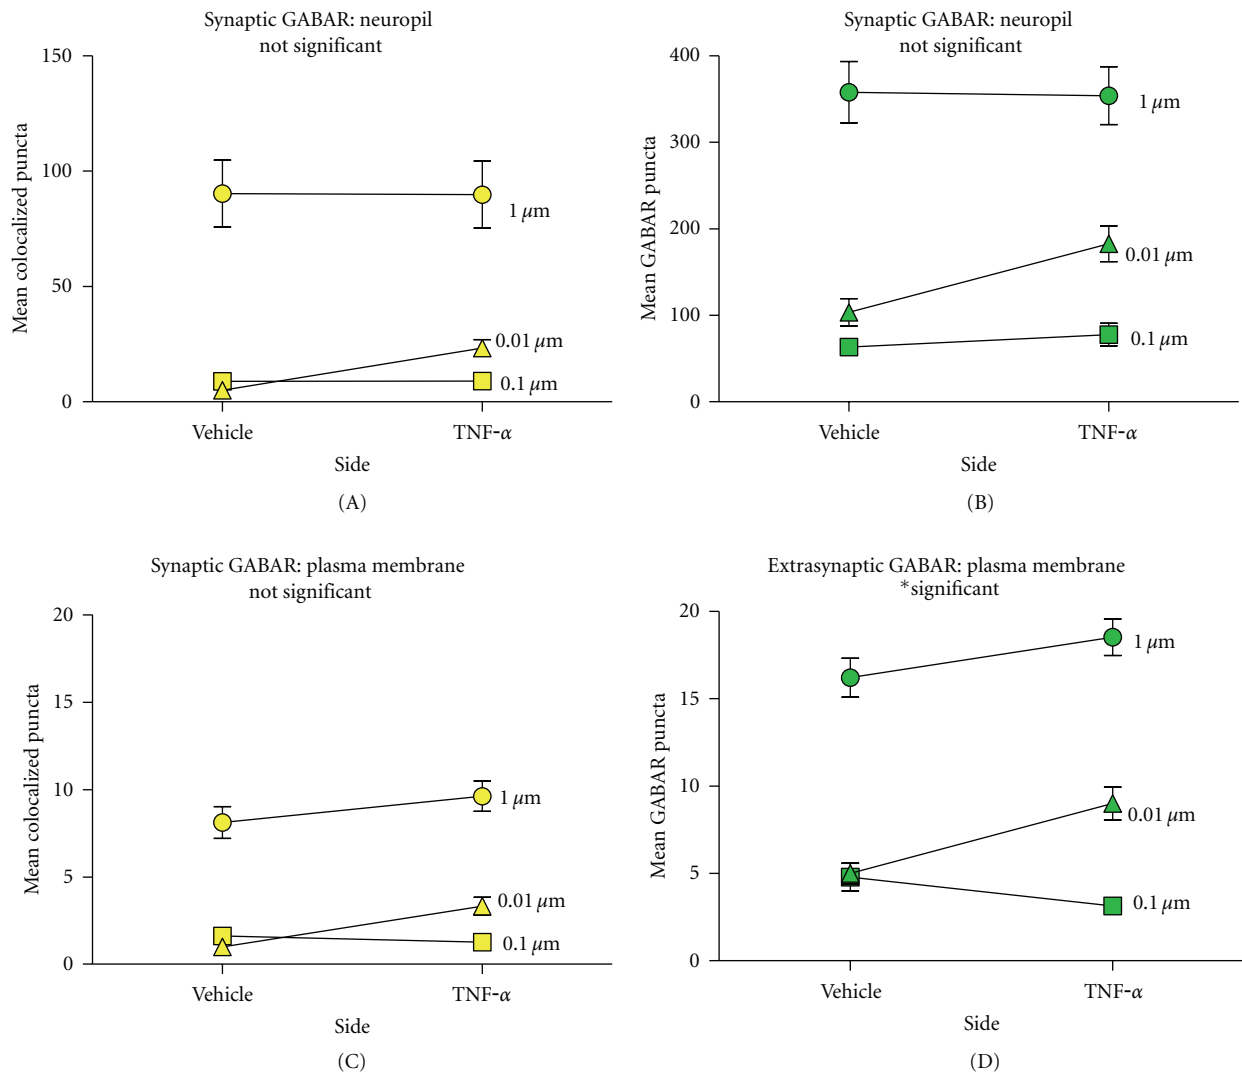 Synaptic GABAR: neuropil
not significant
150
100
50
0
Mean colocalized puncta
1 µm
0.01 µm
0.1 µm
Vehicle
TNF-α
Side
(A)
Synaptic GABAR: neuropil
not significant
400
300
200
100
0
Mean GABAR puncta
1 µm
0.01 µm
0.1 µm
Vehicle
TNF-α
Side
(B)
Synaptic GABAR: plasma membrane
not significant
20
15
10
5
0
Mean colocalized puncta
1 µm
0.01 µm
0.1 µm
Vehicle
TNF-α
Side
(C)
Extrasynaptic GABAR: plasma membrane
*significant
20
15
10
5
0
Mean GABAR puncta
1 µm
0.01 µm
0.1 µm
Vehicle
TNF-α
Side
(D)